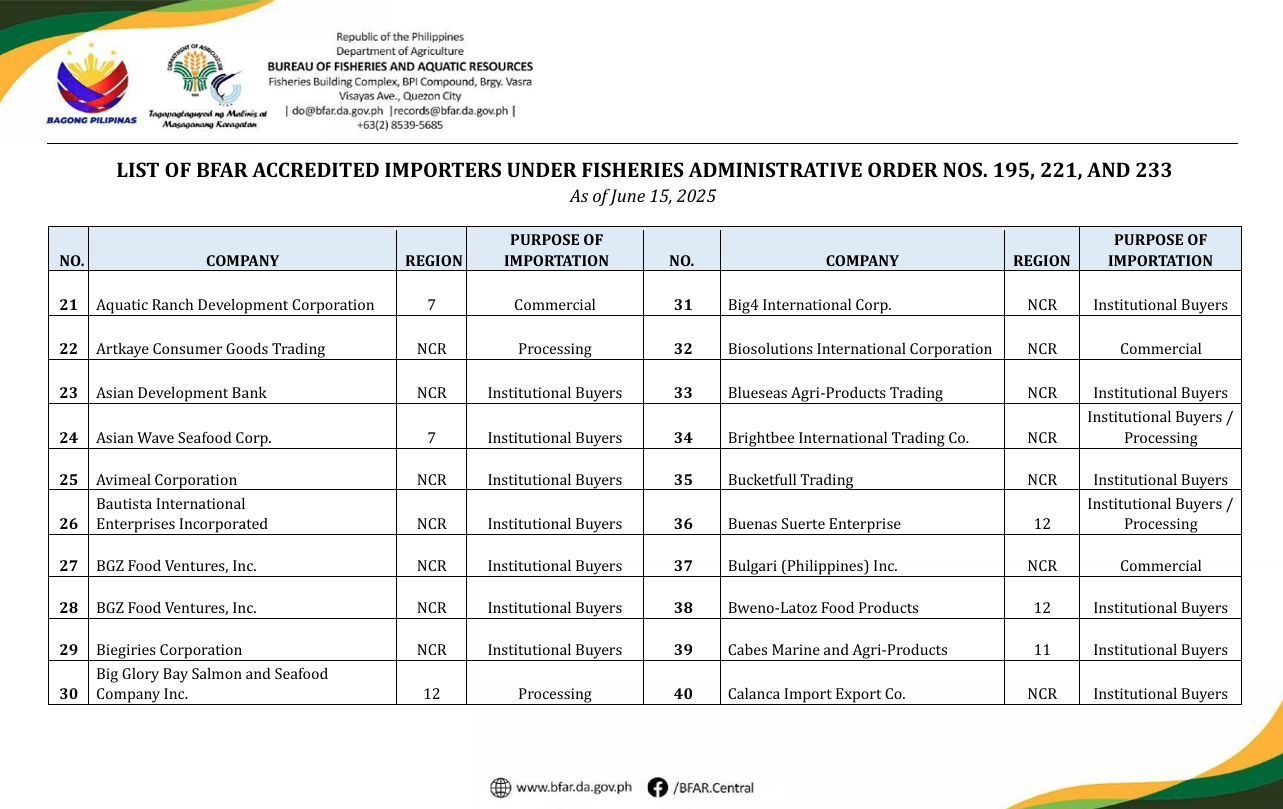 Republic of the Philippines
Department of Agriculture
BUREAU OF FISHERIES AND AQUATIC RESOURCES
Fisheries Building Complex, BPI Compound, Brgy. Vasra
Visayas Ave., Quezon City
| do@bfar.da.gov.ph |records@bfar.da.gov.ph |
+63(2) 8539-5685
BAGONG PILIPINAS
DEPARTMENT OF AGRICULTURE
Tagapagtaguyod ng Malinis at
Masaganang Karagatan
LIST OF BFAR ACCREDITED IMPORTERS UNDER FISHERIES ADMINISTRATIVE ORDER NOS. 195, 221, AND 233
As of June 15, 2025
NO. COMPANY REGION PURPOSE OF IMPORTATION NO. COMPANY REGION PURPOSE OF IMPORTATION
21 Aquatic Ranch Development Corporation 7 Commercial 31 Big4 International Corp. NCR Institutional Buyers
22 Artkaye Consumer Goods Trading NCR Processing 32 Biosolutions International Corporation NCR Commercial
23 Asian Development Bank NCR Institutional Buyers 33 Blueseas Agri-Products Trading NCR Institutional Buyers
24 Asian Wave Seafood Corp. 7 Institutional Buyers 34 Brightbee International Trading Co. NCR Institutional Buyers / Processing
25 Avimeal Corporation NCR Institutional Buyers 35 Bucketfull Trading NCR Institutional Buyers
26 Bautista International Enterprises Incorporated NCR Institutional Buyers 36 Buenas Suerte Enterprise 12 Institutional Buyers / Processing
27 BGZ Food Ventures, Inc. NCR Institutional Buyers 37 Bulgari (Philippines) Inc. NCR Commercial
28 BGZ Food Ventures, Inc. NCR Institutional Buyers 38 Bweno-Latoz Food Products 12 Institutional Buyers
29 Biegiries Corporation NCR Institutional Buyers 39 Cabes Marine and Agri-Products 11 Institutional Buyers
30 Big Glory Bay Salmon and Seafood Company Inc. 12 Processing 40 Calanca Import Export Co. NCR Institutional Buyers
www.bfar.da.gov.ph /BFAR.Central